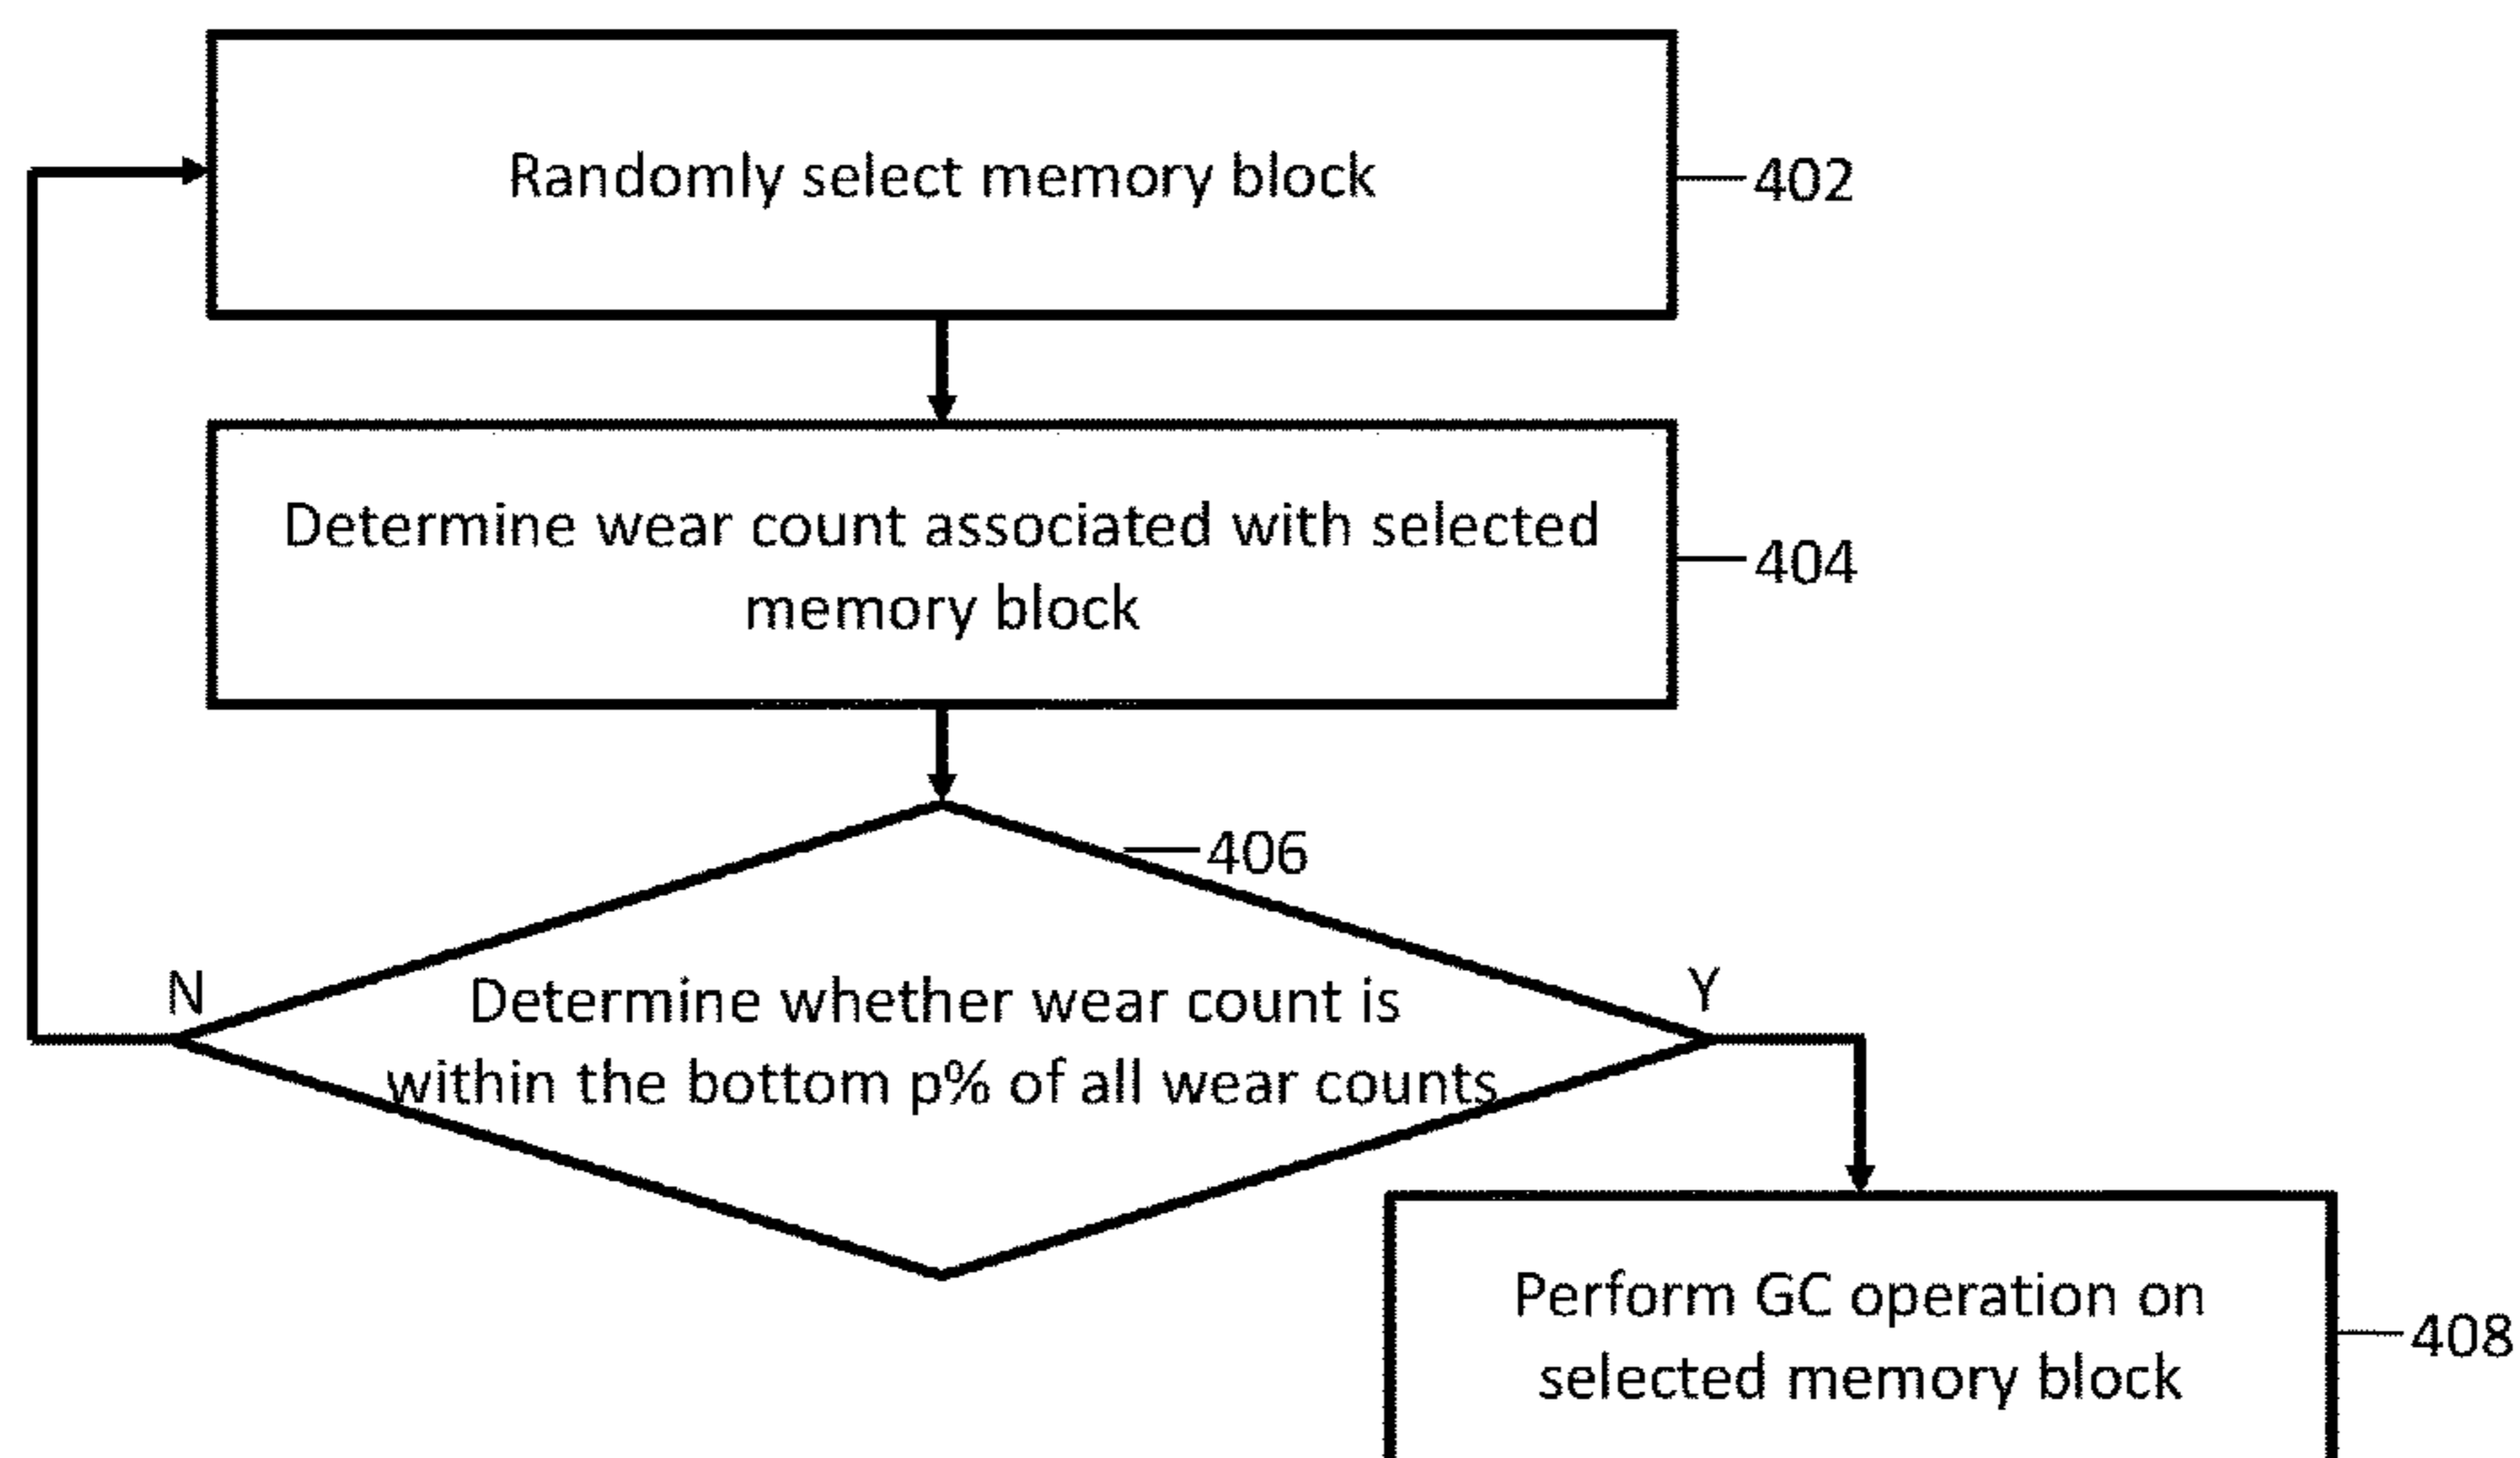 Randomly select memory block
402
Determine wear count associated with selected
memory block
404
406
N
Y
Determine whether wear count is
within the bottom p% of all wear counts
Perform GC operation on
selected memory block
408